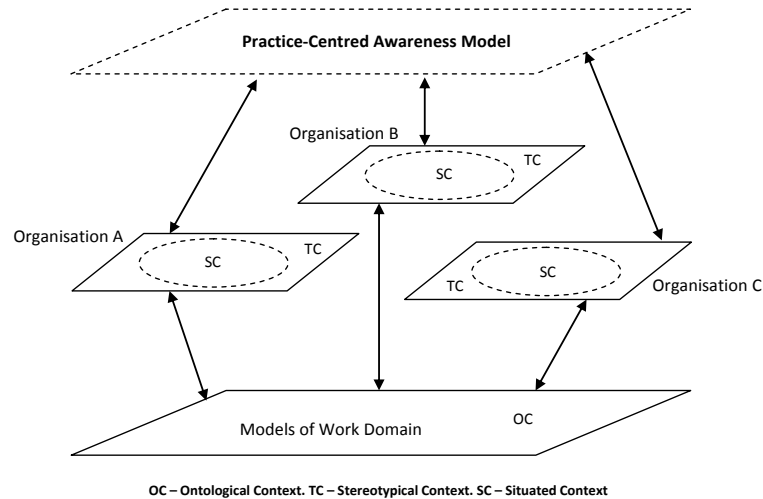 Practice-Centred Awareness Model
Organisation B
TC
SC
Organisation A
TC
SC
SC
TC
Organisation C
OC
Models of Work Domain
OC – Ontological Context. TC – Stereotypical Context. SC – Situated Context